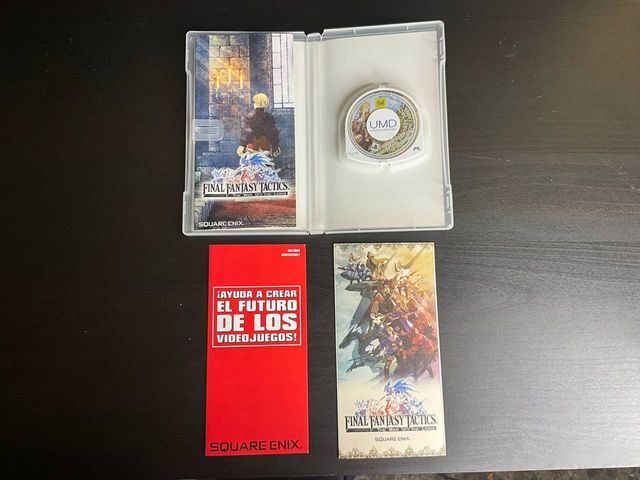 FINAL FANTASY TACTICS.
THE WAR OF THE LIONS
SQUARE ENIX.
UMD
¡AYUDA A CREAR
EL FUTURO
DE LOS
VIDEOJUEGOS!
SQUARE ENIX.
FINAL FANTASY TACTICS.
THE WAR OF THE LIONS
SQUARE ENIX.